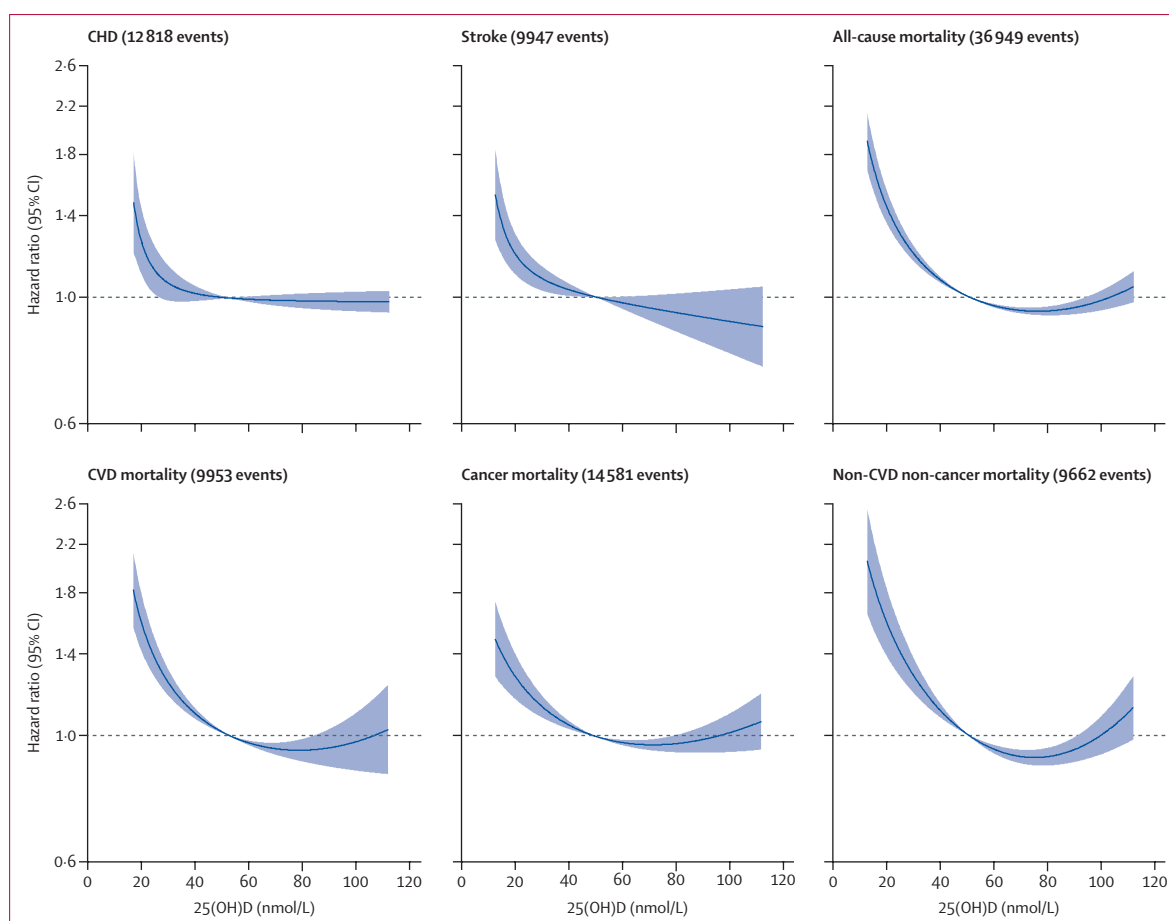 CHD (12 818 events)
Stroke (9947 events)
All-cause mortality (36 949 events)
Hazard ratio (95% CI)
2·6
2·2
1·8
1·4
1·0
0·6
CVD mortality (9953 events)
Cancer mortality (14 581 events)
Non-CVD non-cancer mortality (9662 events)
Hazard ratio (95% CI)
2·6
2·2
1·8
1·4
1·0
0·6
0 20 40 60 80 100 120
0 20 40 60 80 100 120
0 20 40 60 80 100 120
25(OH)D (nmol/L)
25(OH)D (nmol/L)
25(OH)D (nmol/L)